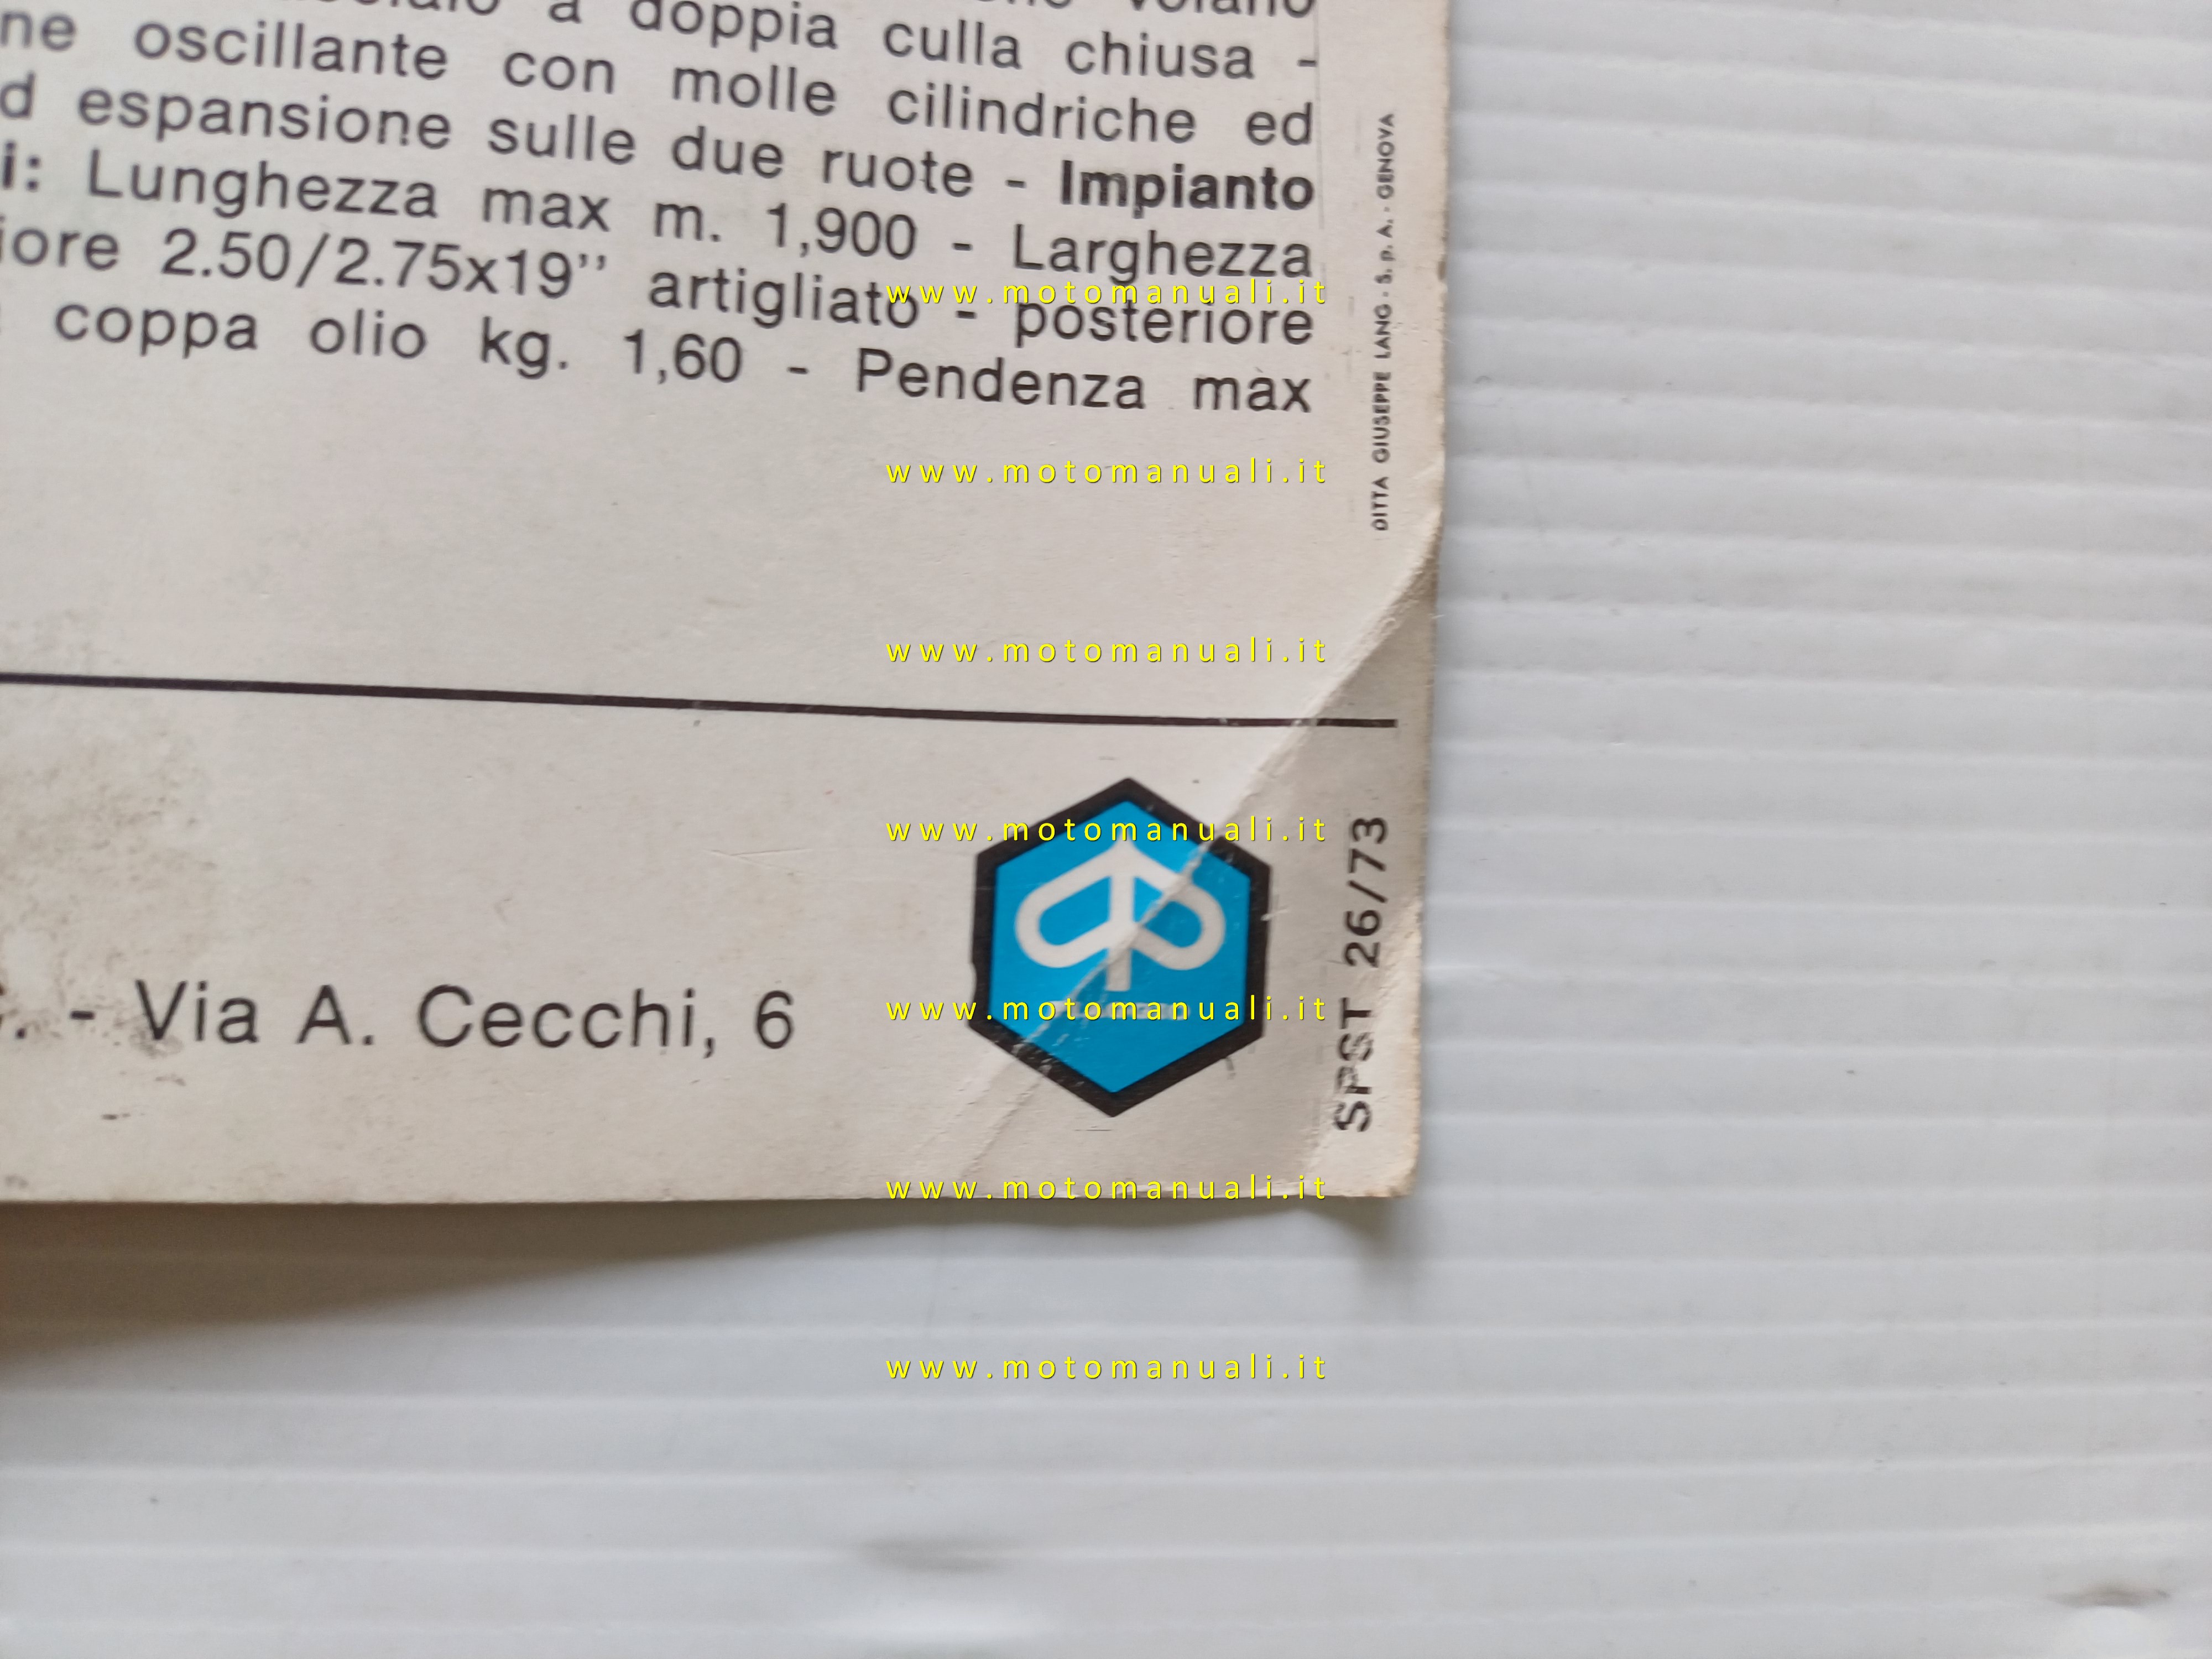 a doppia culla chiusa -
ne oscillante con molle cilindriche ed
d espansione sulle due ruote - Impianto
i: Lunghezza max m. 1,900 - Larghezza
iore 2.50/2.75x19'' artigliato - posteriore
coppa olio kg. 1,60 - Pendenza max
DITTA GIUSEPPE LANG - S. p. A. - GENOVA
. - Via A. Cecchi, 6
SPST 26/73
www.motomanuali.it
www.motomanuali.it
www.motomanuali.it
www.motomanuali.it
www.motomanuali.it
www.motomanuali.it
www.motomanuali.it